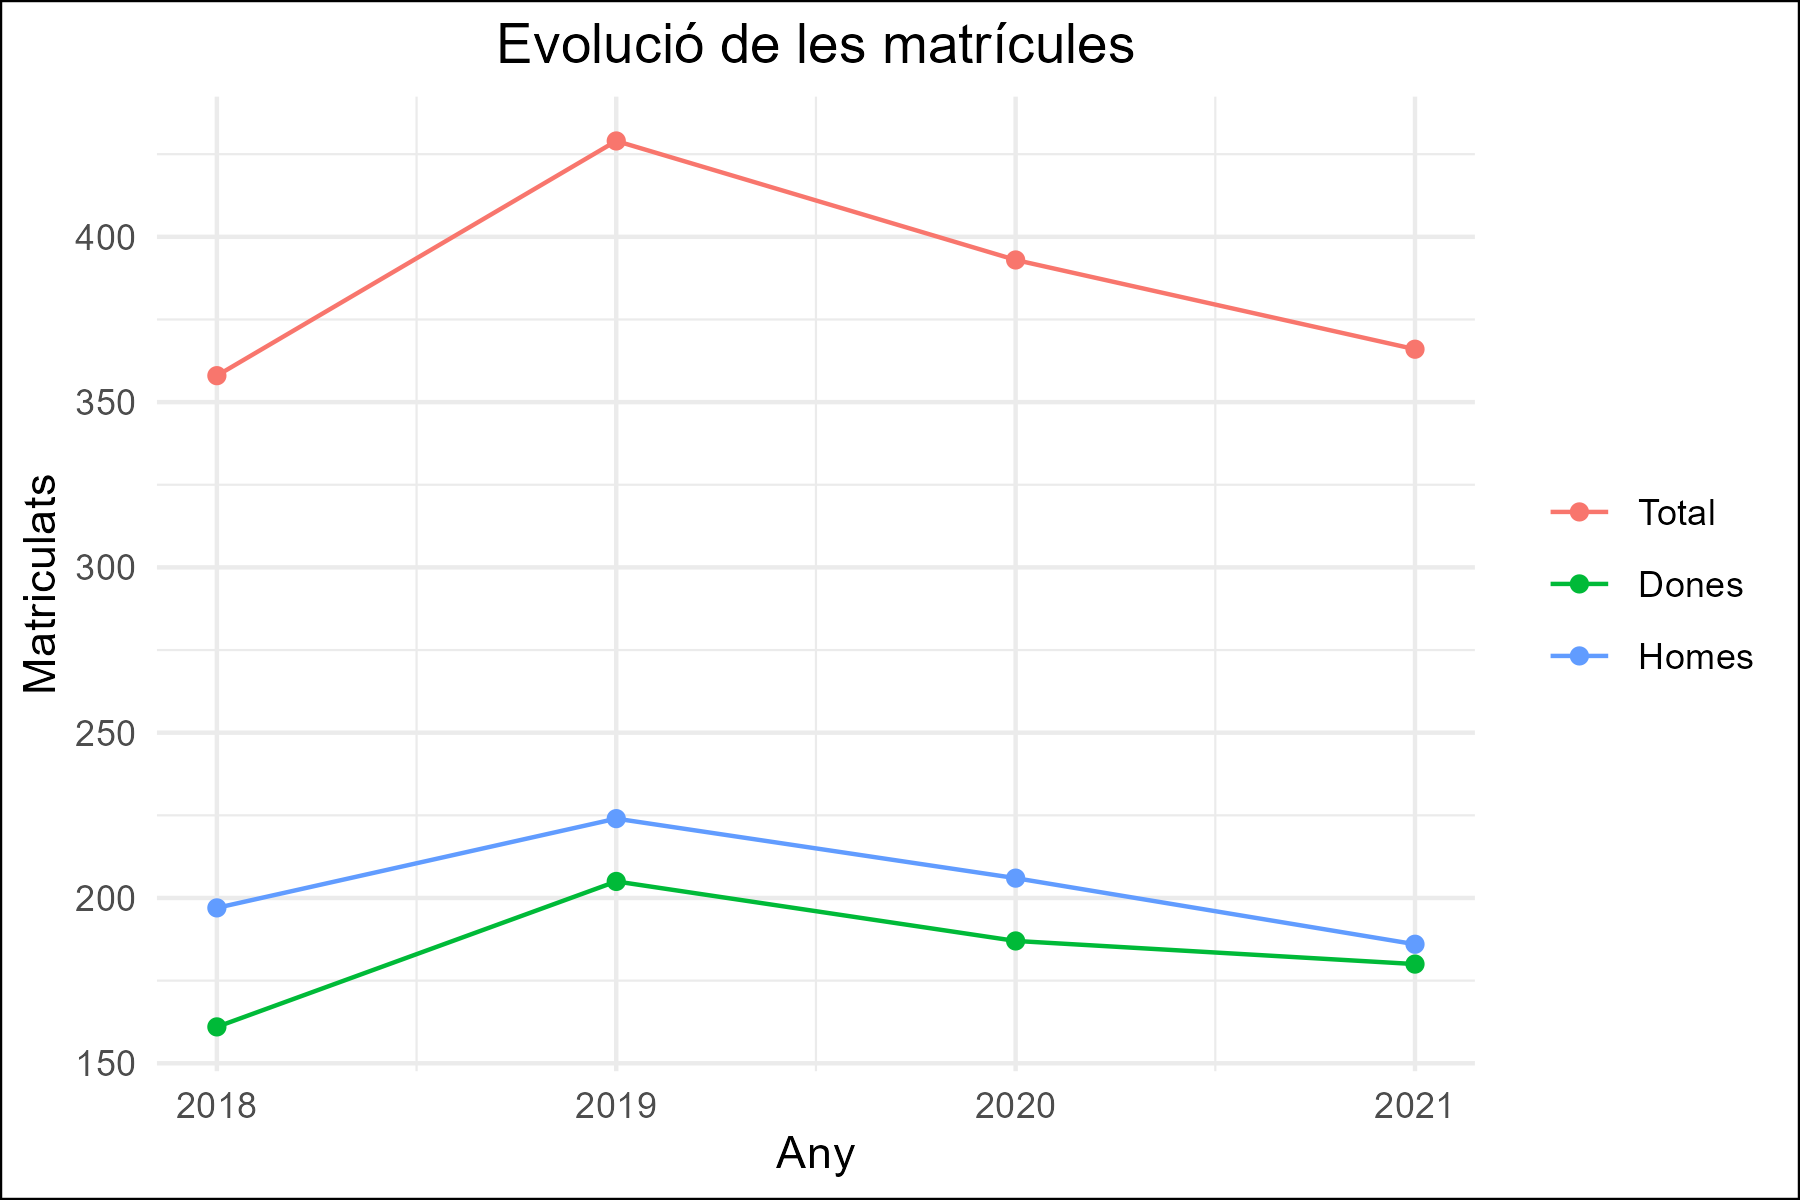 Evolució de les matrícules
Matriculats
400
350
300
250
200
150
2018 2019 2020 2021
Any
Total
Dones
Homes